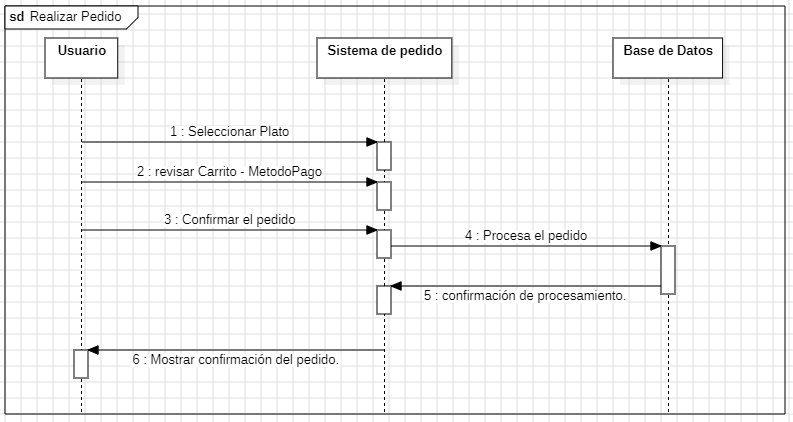 sd Realizar Pedido
Usuario
Sistema de pedido
Base de Datos
1 : Seleccionar Plato
2 : revisar Carrito - MetodoPago
3 : Confirmar el pedido
4 : Procesa el pedido
5 : confirmación de procesamiento.
6 : Mostrar confirmación del pedido.